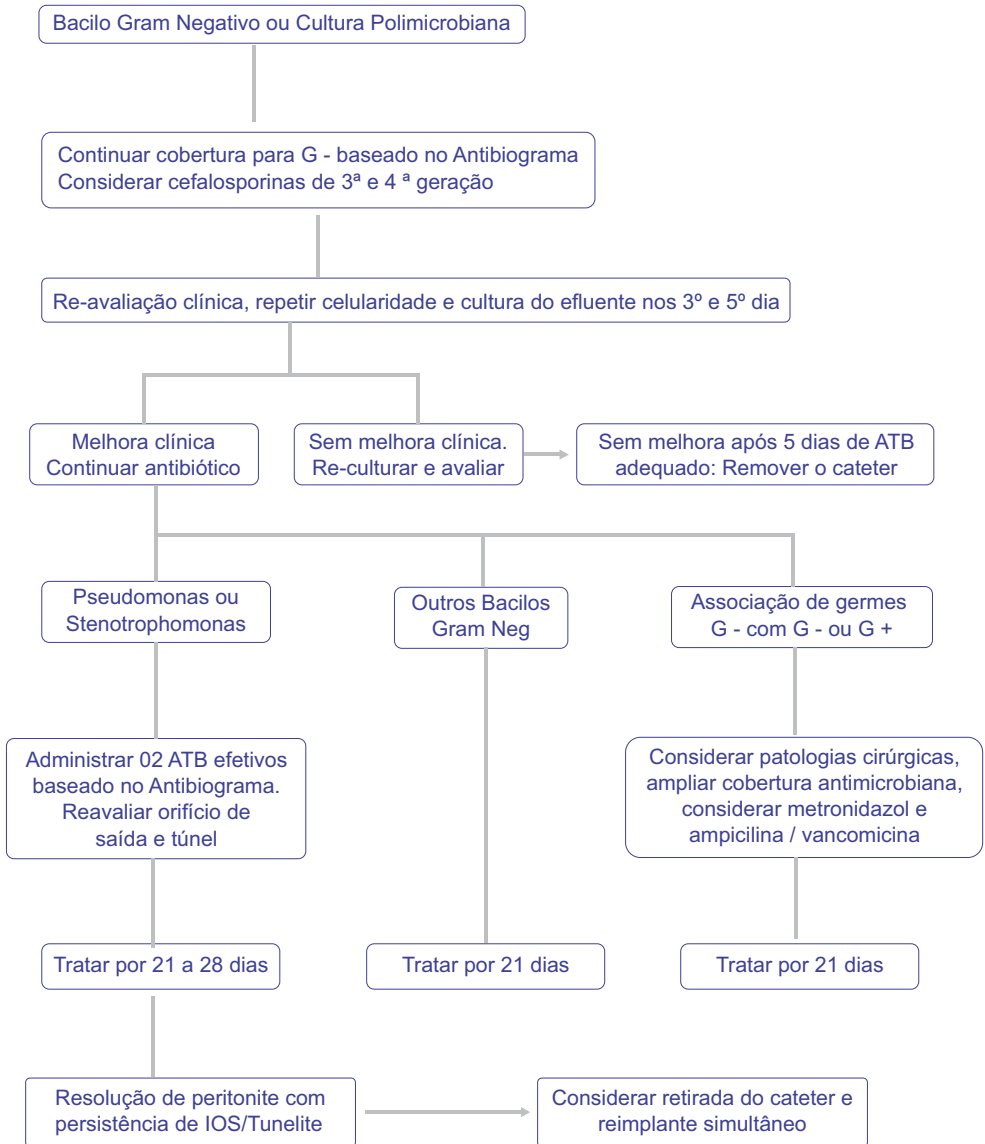 Bacilo Gram Negativo ou Cultura Polimicrobiana
Continuar cobertura para G - baseado no Antibiograma
Considerar cefalosporinas de 3ª e 4 ª geração
Re-avaliação clínica, repetir celularidade e cultura do efluente nos 3º e 5º dia
Melhora clínica
Continuar antibiótico
Sem melhora clínica.
Re-culturar e avaliar
Sem melhora após 5 dias de ATB
adequado: Remover o cateter
Pseudomonas ou
Stenotrophomonas
Outros Bacilos
Gram Neg
Associação de germes
G - com G - ou G +
Administrar 02 ATB efetivos
baseado no Antibiograma.
Reavaliar orifício de
saída e túnel
Considerar patologias cirúrgicas,
ampliar cobertura antimicrobiana,
considerar metronidazol e
ampicilina / vancomicina
Tratar por 21 a 28 dias
Tratar por 21 dias
Tratar por 21 dias
Resolução de peritonite com
persistência de IOS/Tunelite
Considerar retirada do cateter e
reimplante simultâneo